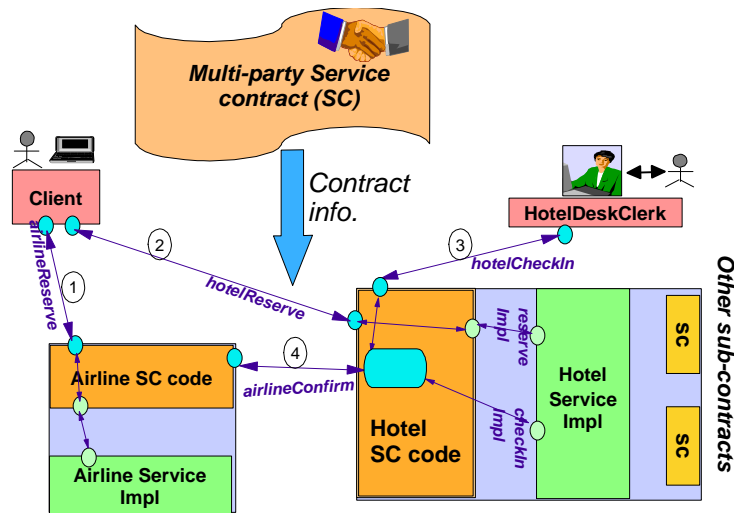 Multi-party Service
contract (SC)
Client
Contract
info.
HotelDeskClerk
1
2
3
4
airlineReserve
hotelReserve
hotelCheckIn
airlineConfirm
Airline SC code
Airline Service
Impl
Hotel
SC code
reserve
Impl
checkIn
Impl
Hotel
Service
Impl
SC
SC
Other sub-contracts